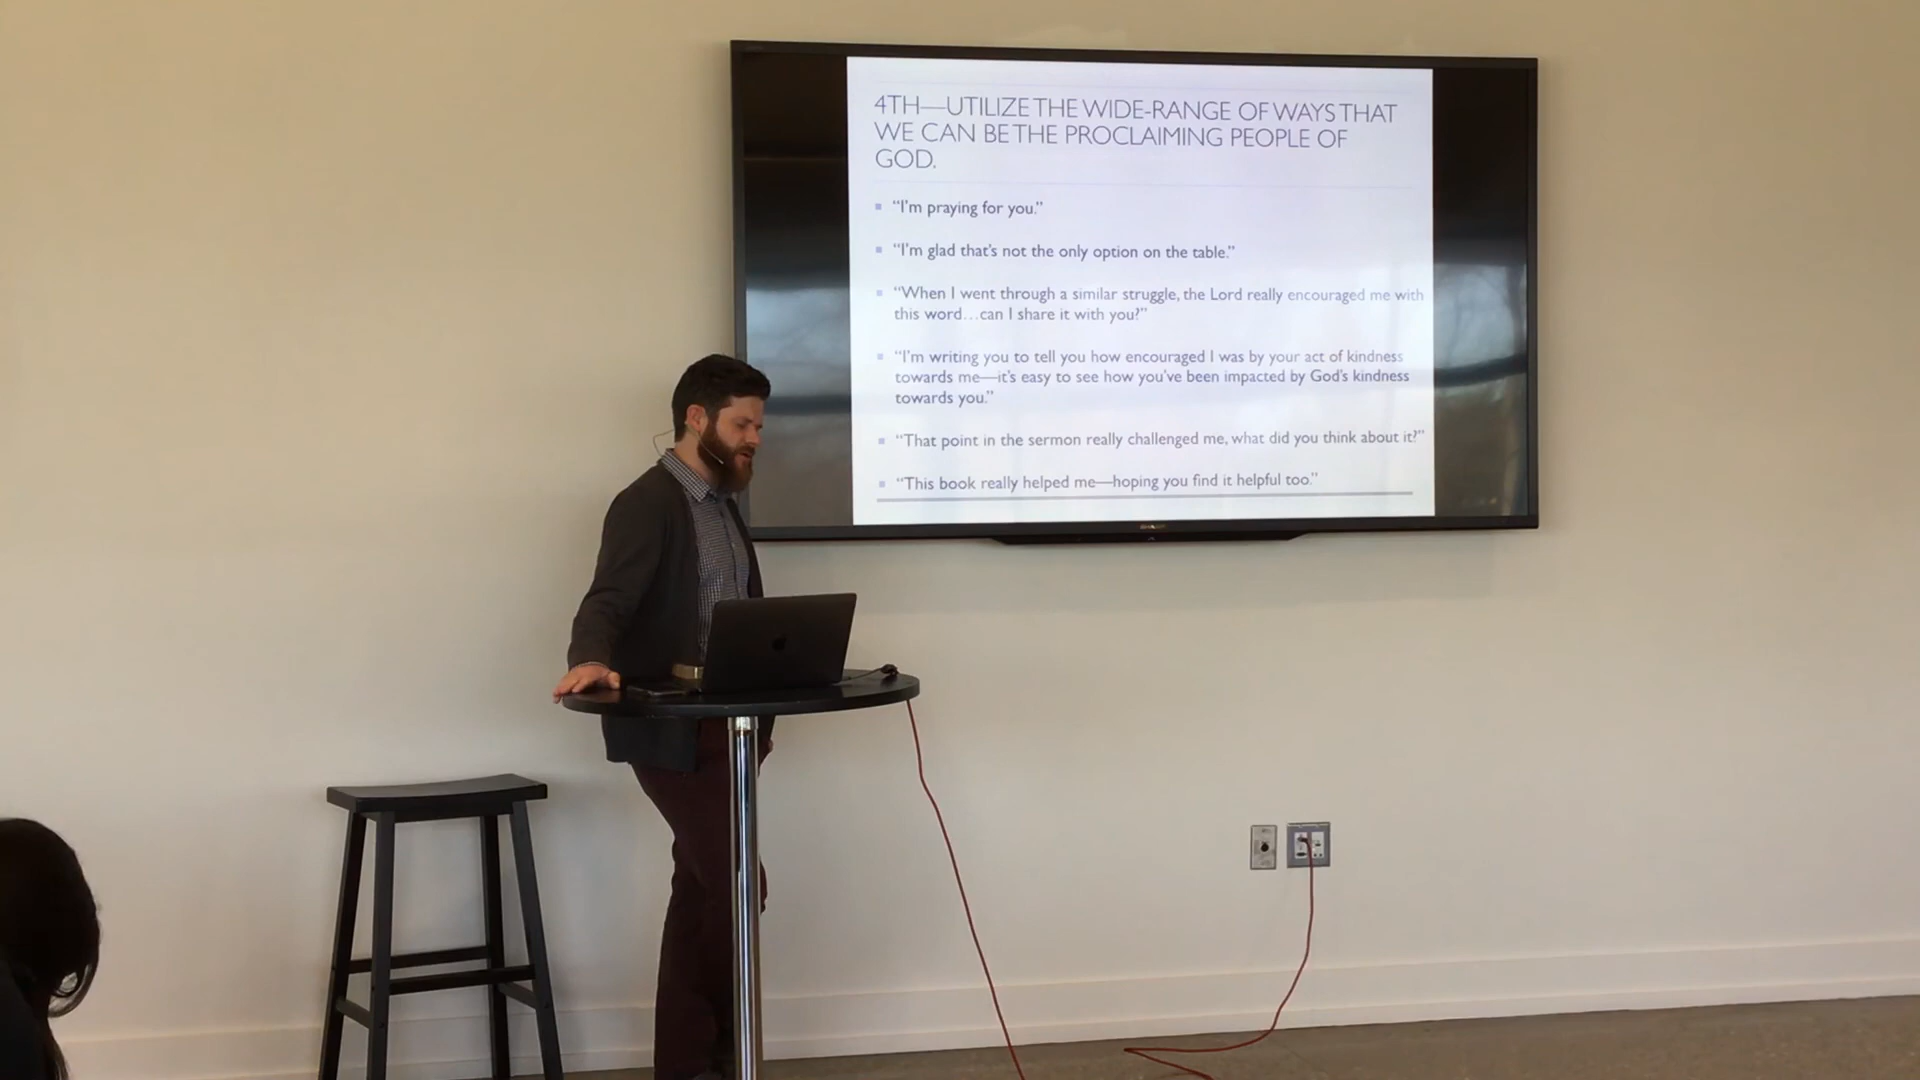 4TH—UTILIZE THE WIDE-RANGE OF WAYS THAT
WE CAN BE THE PROCLAIMING PEOPLE OF
GOD.
“I’m praying for you.”
“I’m glad that’s not the only option on the table.”
“When I went through a similar struggle, the Lord really encouraged me with
this word…can I share it with you?”
“I’m writing you to tell you how encouraged I was by your act of kindness
towards me—it’s easy to see how you’ve been impacted by God’s kindness
towards you.”
“That point in the sermon really challenged me, what did you think about it?”
“This book really helped me—hoping you find it helpful too.”